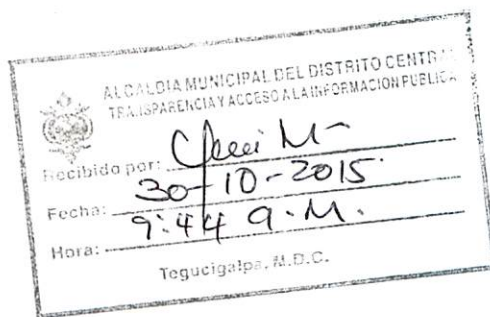 ALCALDIA MUNICIPAL DEL DISTRITO CENTRAL
TRANSPARENCIA Y ACCESO A LA INFORMACION PUBLICA
Recibido por:
Fecha: 30-10-2015.
Hora: 9:44 a.M.
Tegucigalpa, M.D.C.